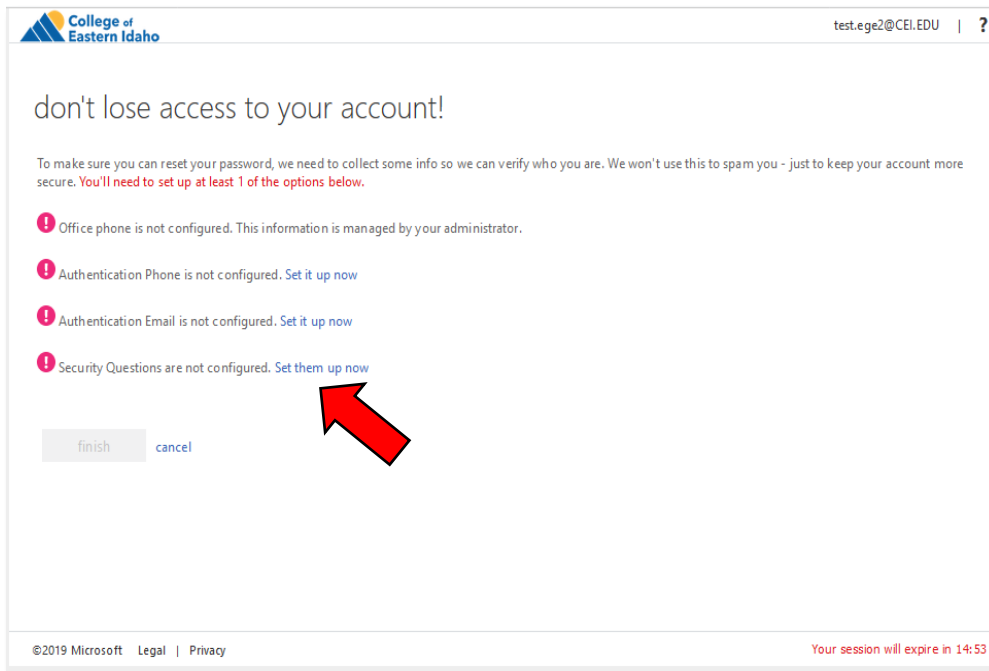 College of
Eastern Idaho
test.ege2@CEI.EDU | ?
don't lose access to your account!
To make sure you can reset your password, we need to collect some info so we can verify who you are. We won't use this to spam you - just to keep your account more
secure. You'll need to set up at least 1 of the options below.
! Office phone is not configured. This information is managed by your administrator.
! Authentication Phone is not configured. Set it up now
! Authentication Email is not configured. Set it up now
! Security Questions are not configured. Set them up now
finish cancel
©2019 Microsoft Legal | Privacy
Your session will expire in 14:53